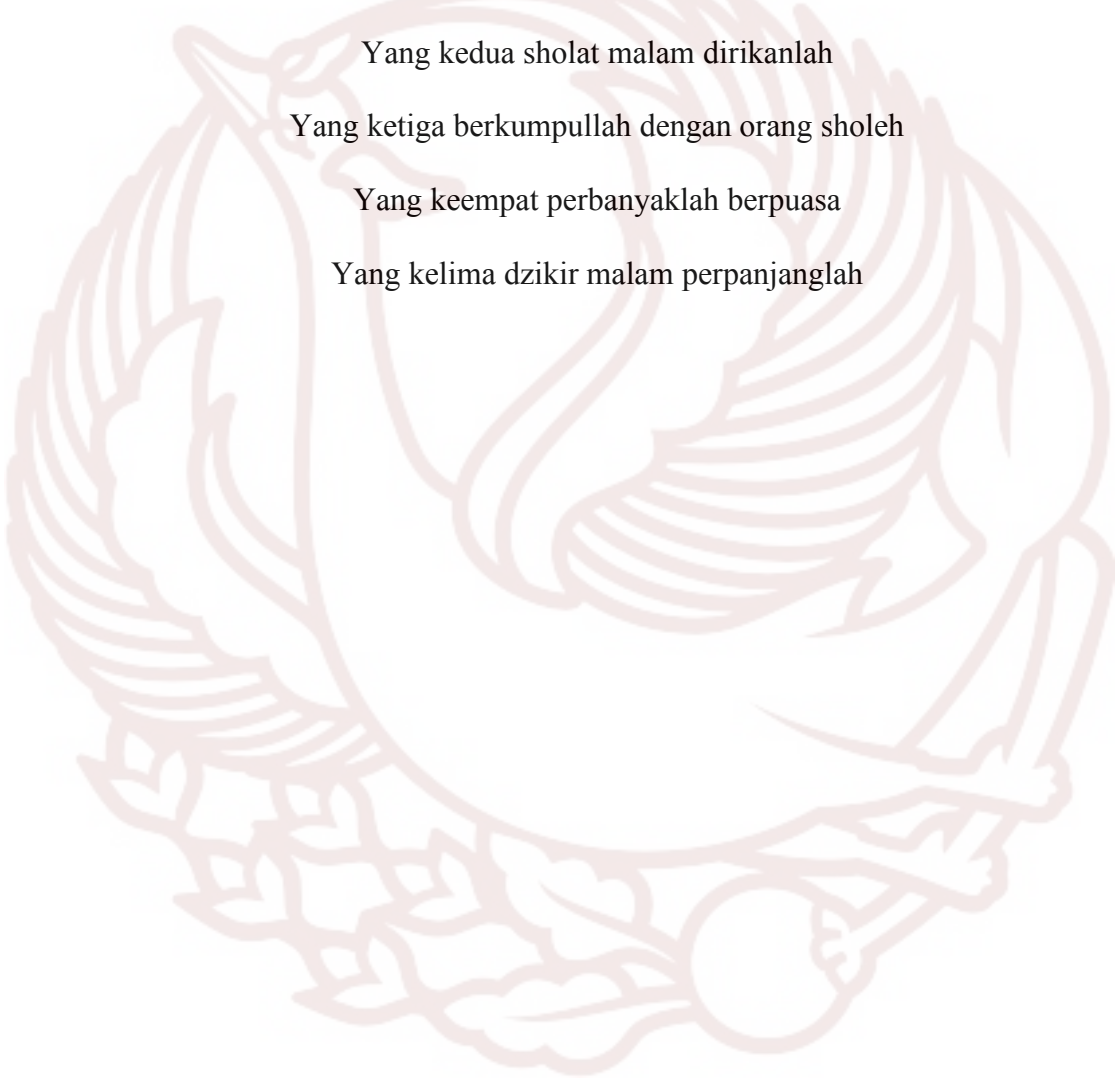 Yang kedua sholat malam dirikanlah
Yang ketiga berkumpullah dengan orang sholeh
Yang keempat perbanyaklah berpuasa
Yang kelima dzikir malam perpanjanglah